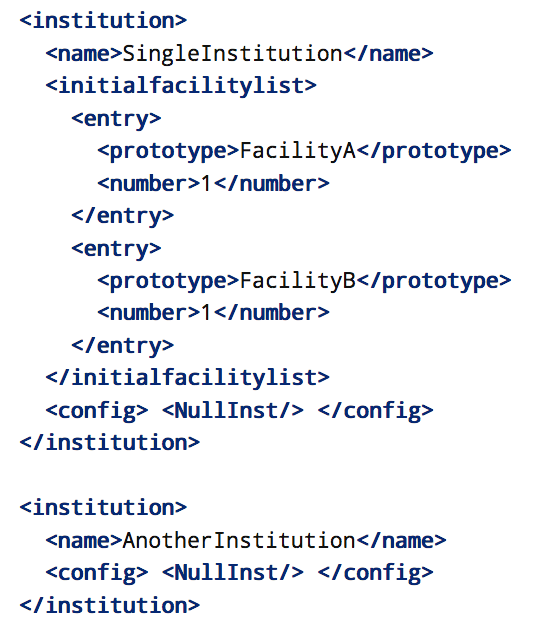 <institution>
  <name>SingleInstitution</name>
  <initialfacilitylist>
    <entry>
      <prototype>FacilityA</prototype>
      <number>1</number>
    </entry>
    <entry>
      <prototype>FacilityB</prototype>
      <number>1</number>
    </entry>
  </initialfacilitylist>
  <config> <NullInst/> </config>
</institution>

<institution>
  <name>AnotherInstitution</name>
  <config> <NullInst/> </config>
</institution>